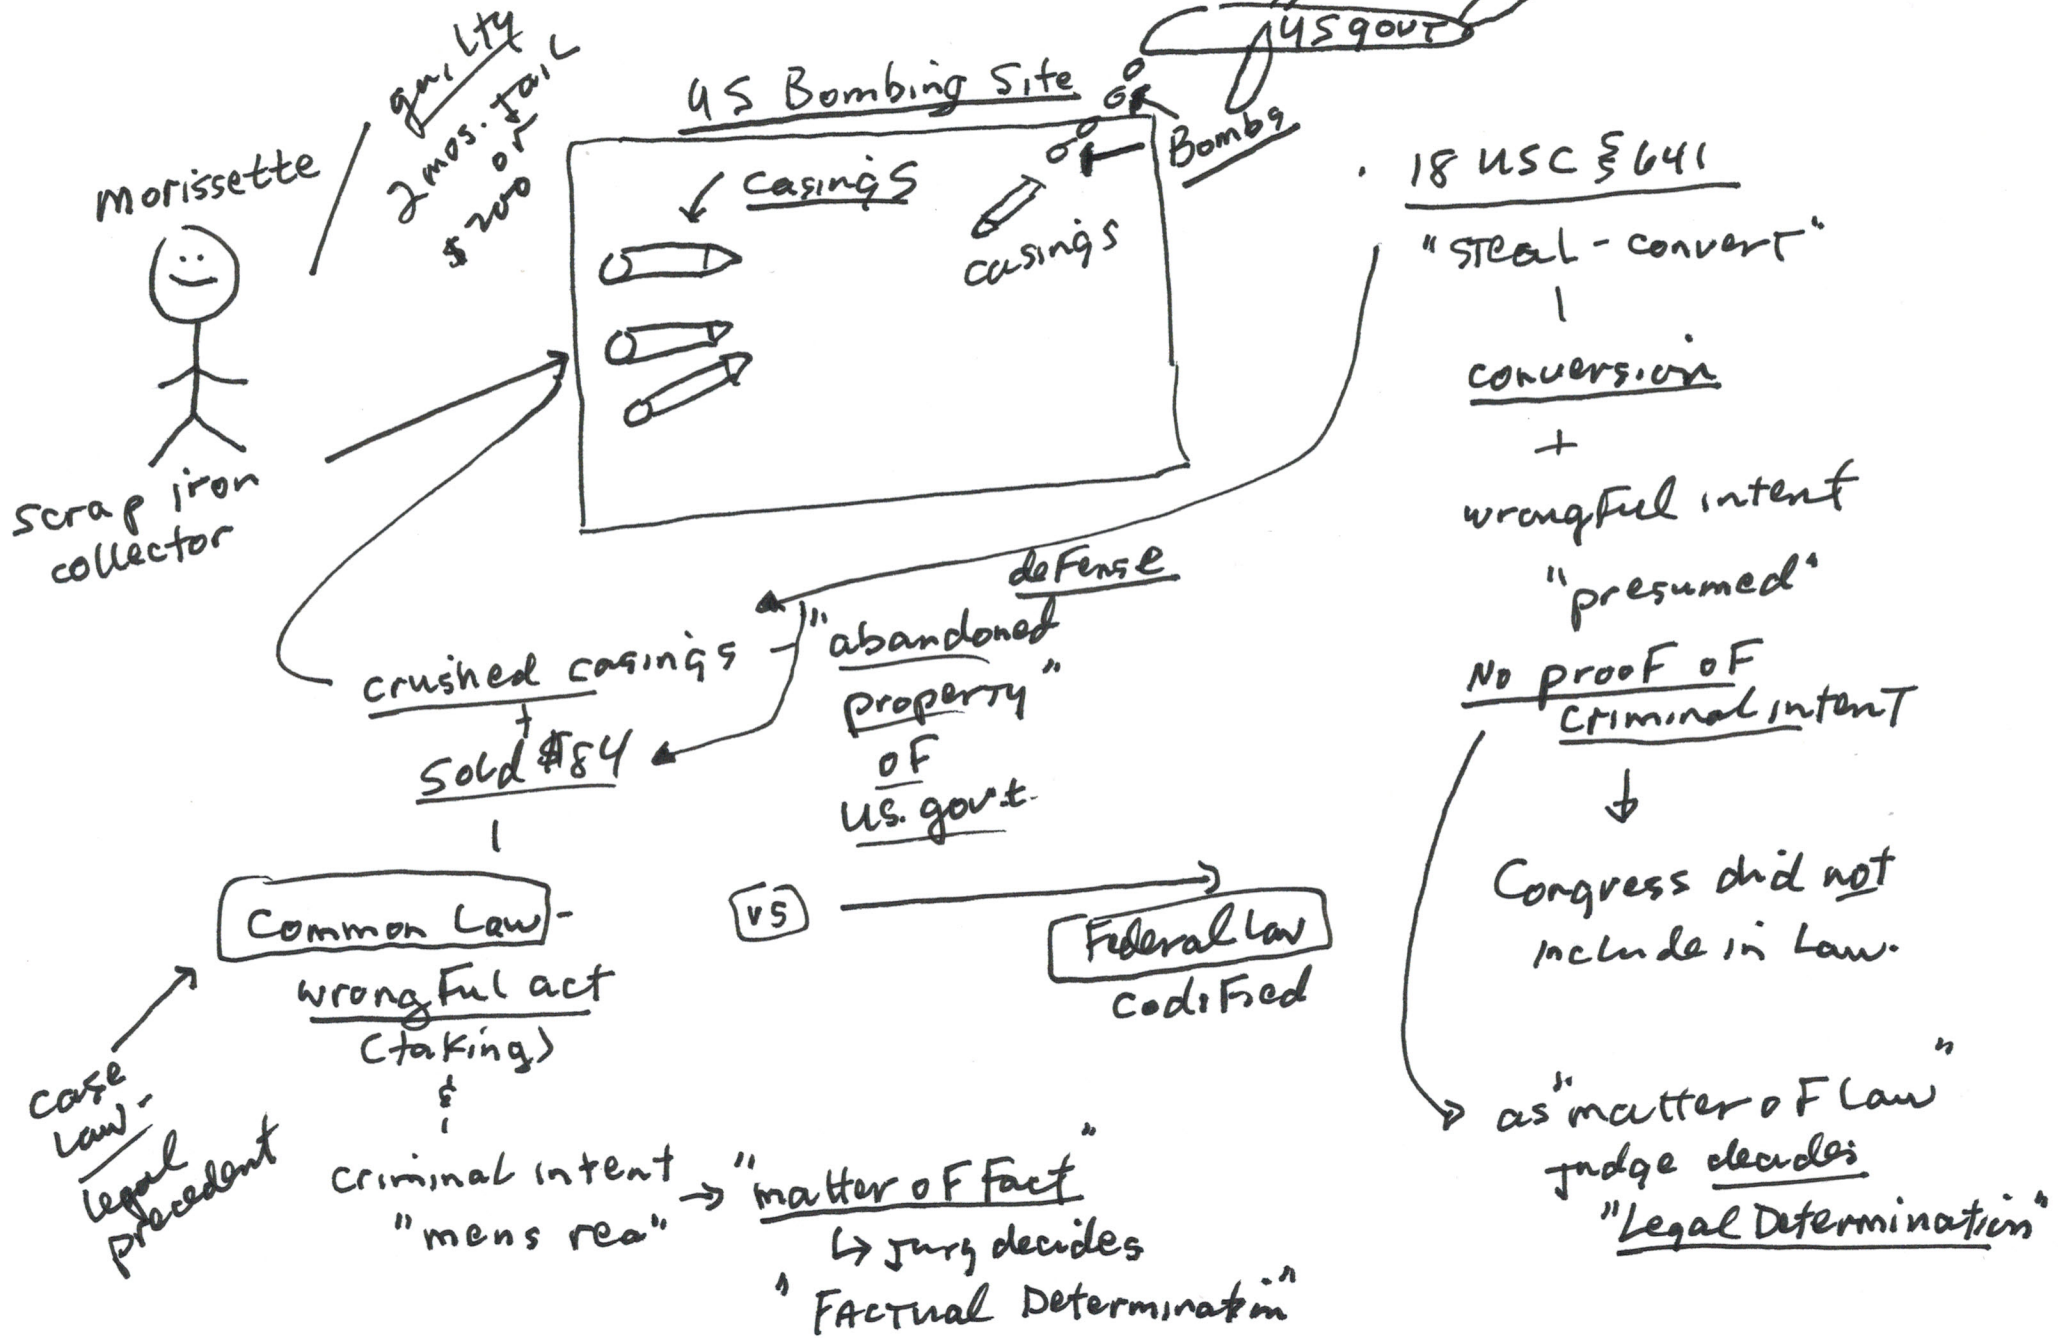 US govt
guilty
2 mos. Jail
or
$200
US Bombing Site
Bombs
morissette
casings
casings
scrap iron
collector
18 USC § 641
"steal - convert"
conversion
+
wrongful intent
"presumed"
No proof of
criminal intent
Congress did not
include in Law.
as "matter of Law"
Judge decides
"Legal Determination"
defense
"abandoned
property"
of
U.S. gov't.
crushed casings -
+
Sold $84
Common Law -
vs
Federal Law
codified
wrongful act
(taking)
&
criminal intent
"mens rea"
case
law -
legal
precedent
"matter of Fact"
Jury decides
"FACTUAL Determination"